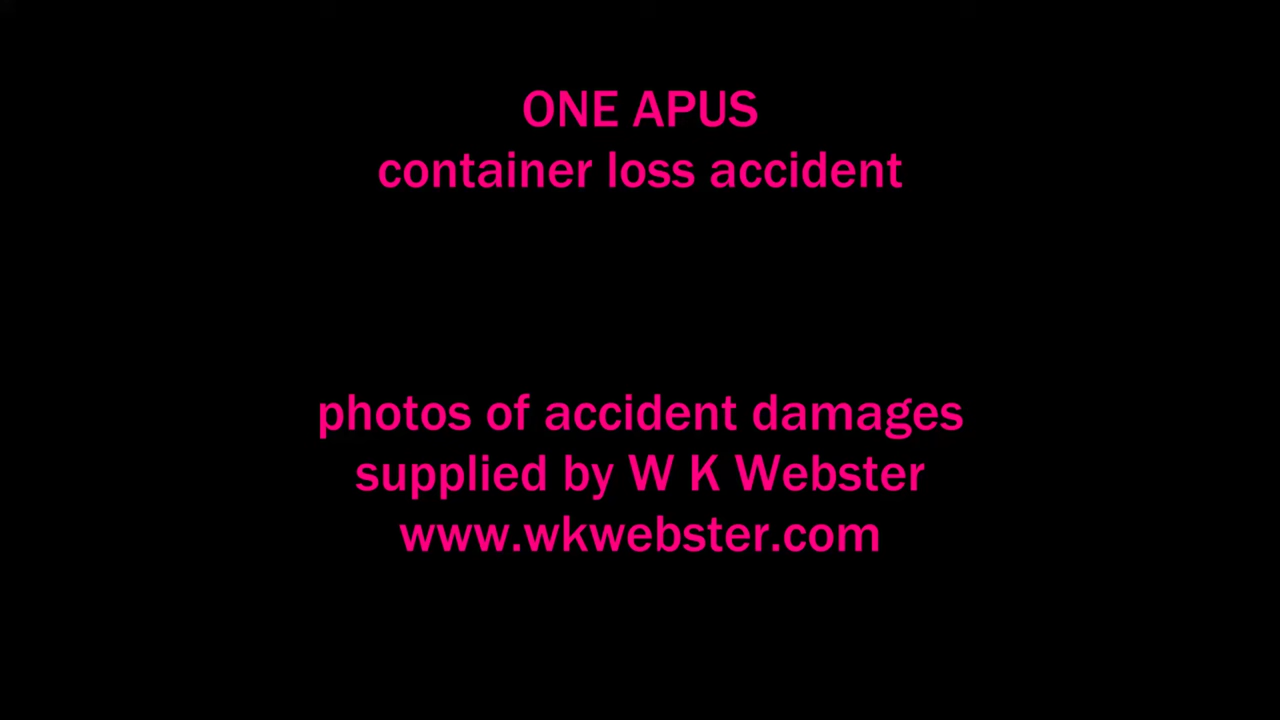 ONE APUS
container loss accident
photos of accident damages
supplied by W K Webster
www.wkwebster.com